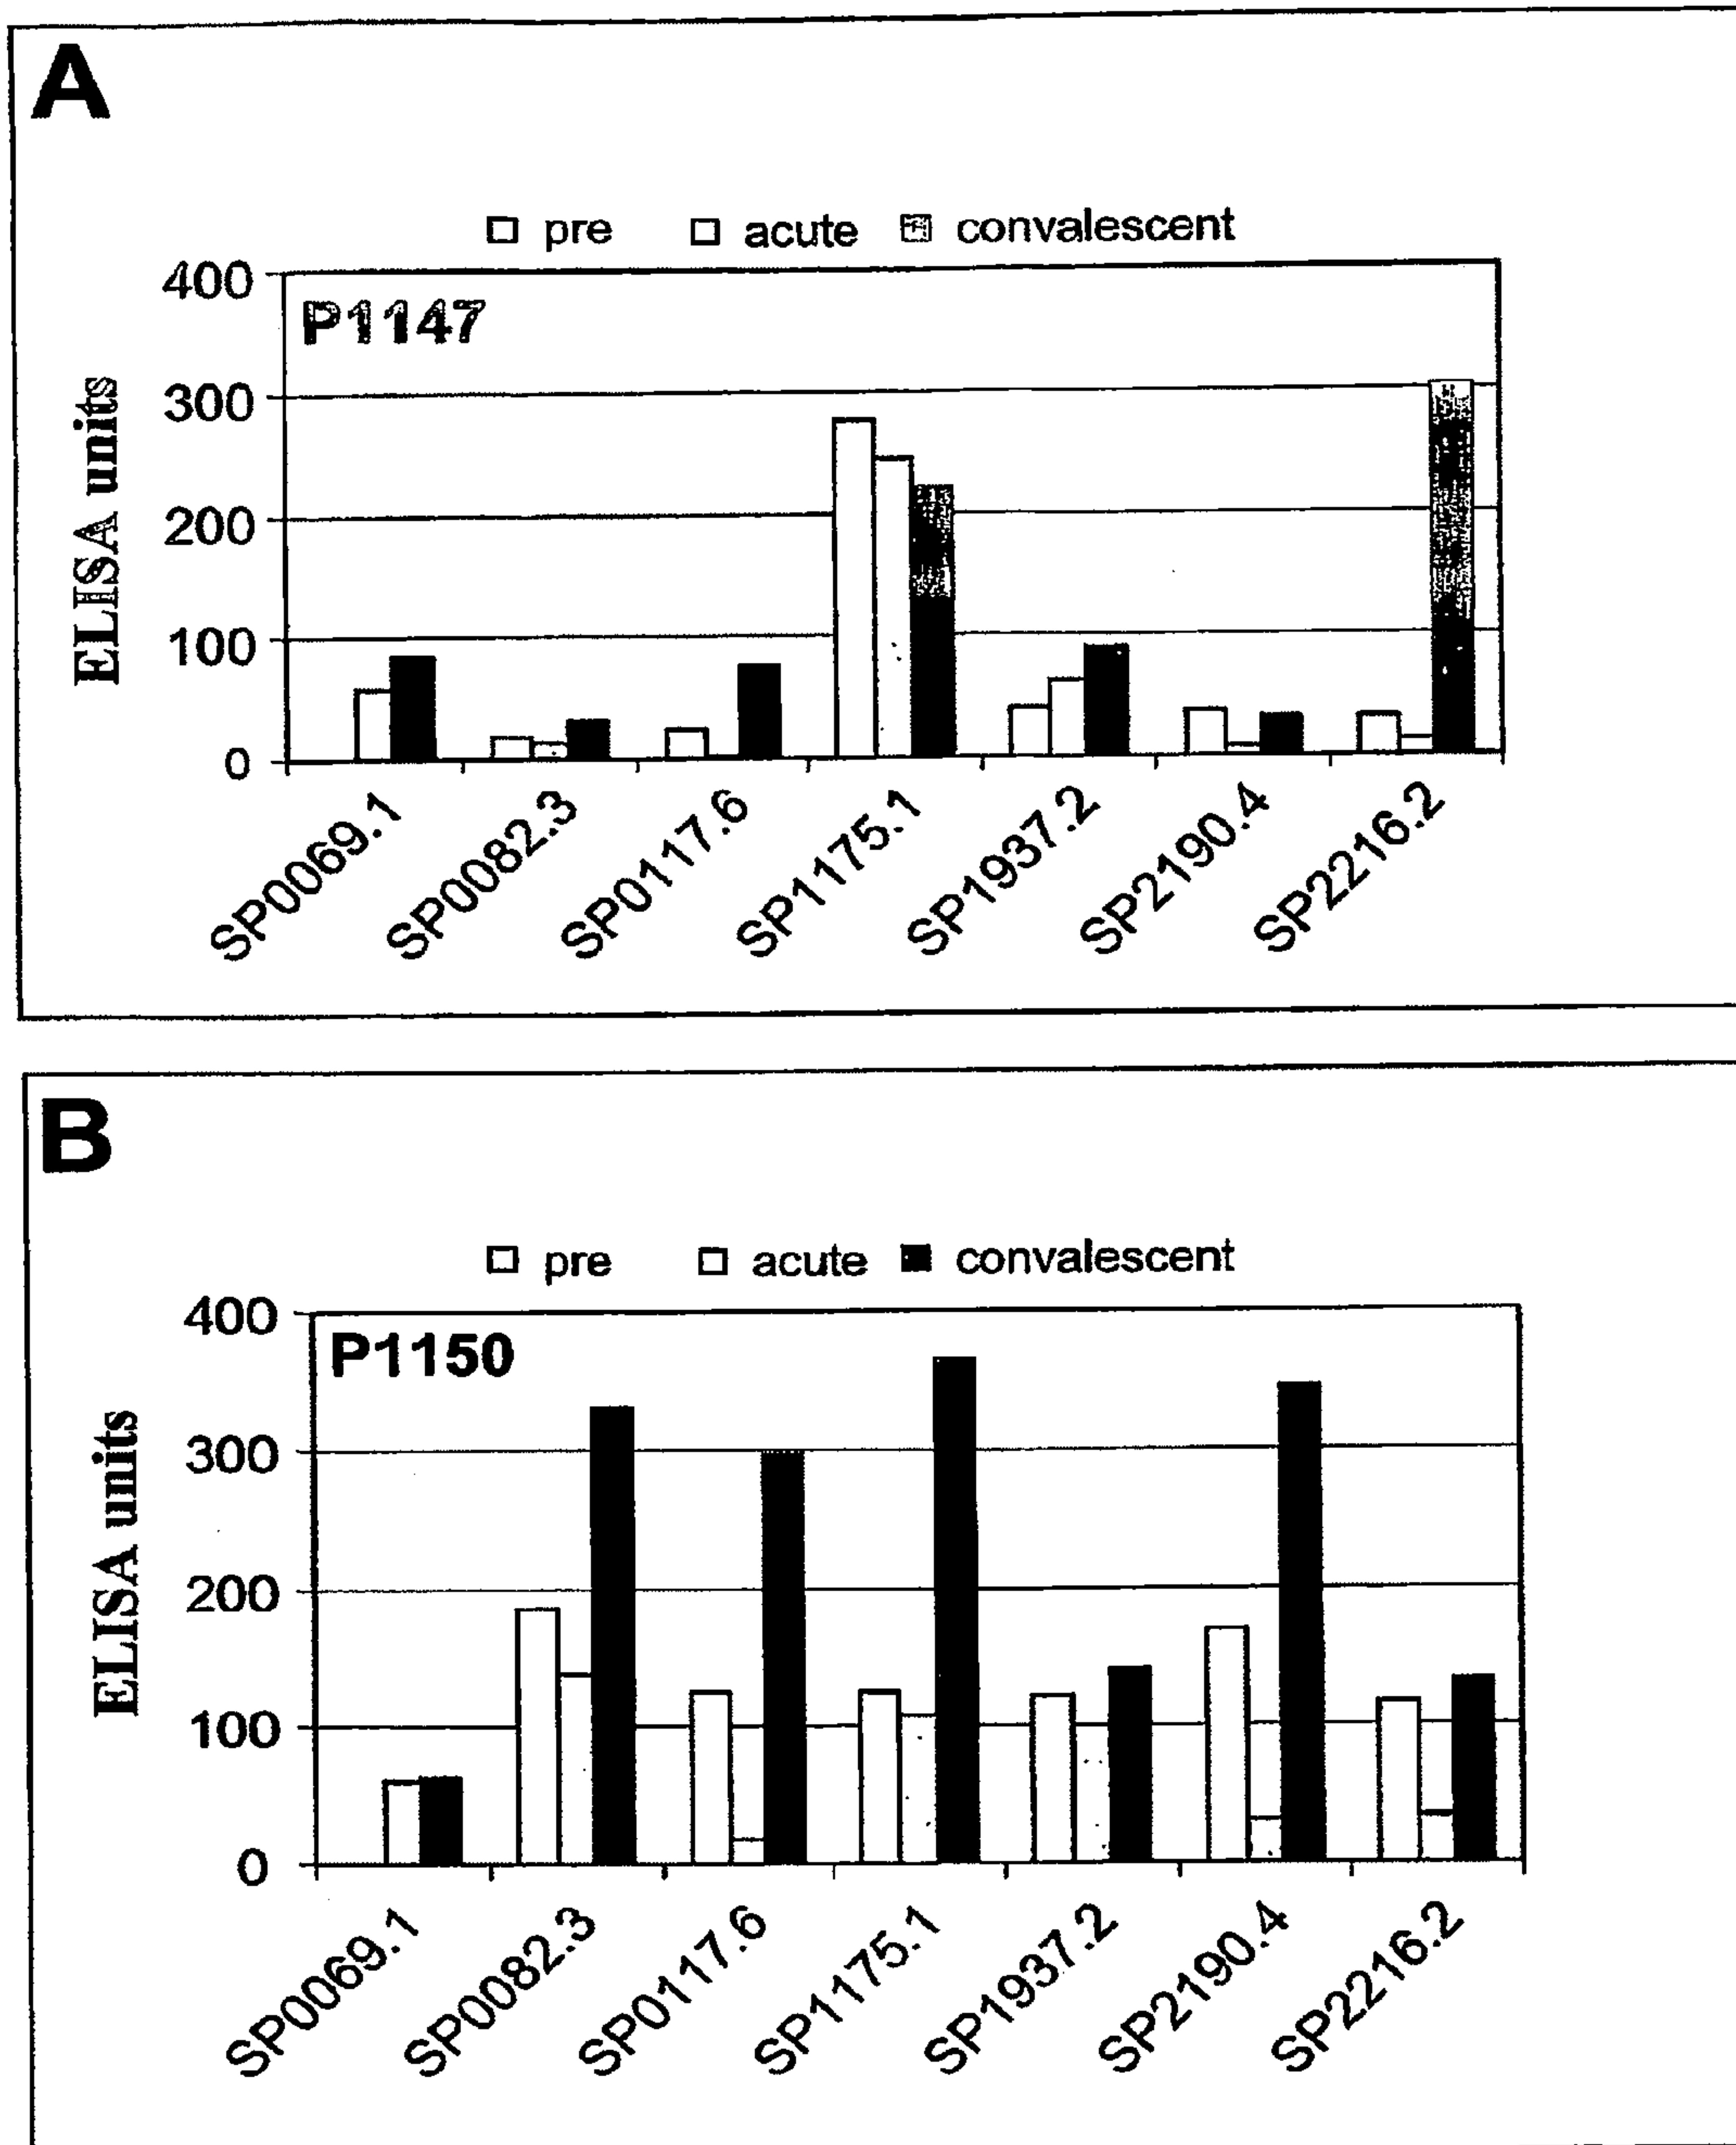 A
pre acute convalescent
400
P1147
300
200
100
0
ELISA units
SP0069.1 SP0082.3 SP0117.6 SP1175.1 SP1937.2 SP2190.4 SP2216.2
B
pre acute convalescent
400
P1150
300
200
100
0
ELISA units
SP0069.1 SP0082.3 SP0117.6 SP1175.1 SP1937.2 SP2190.4 SP2216.2